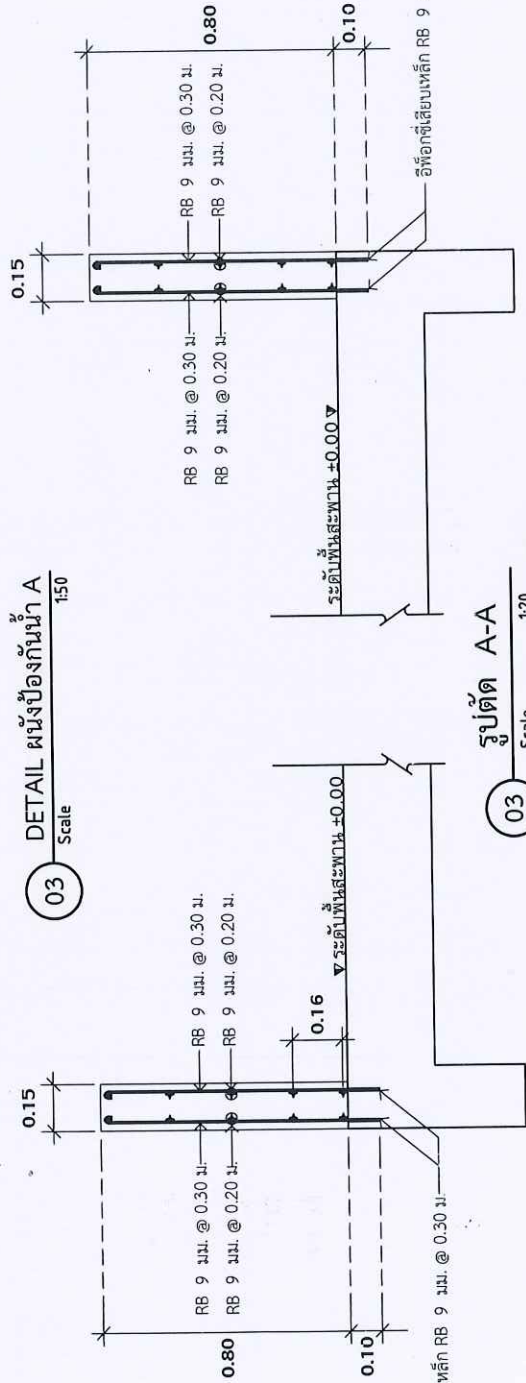 DETAIL ผนังป้องกันน้ำ A
03
Scale 1:50
0.15
0.15
RB 9 มม. @ 0.30 ม.
RB 9 มม. @ 0.20 ม.
RB 9 มม. @ 0.30 ม.
RB 9 มม. @ 0.20 ม.
0.80
0.10
0.16
ระดับพื้นสะพาน ±0.00
เหล็ก RB 9 มม. @ 0.30 ม.
RB 9 มม. @ 0.30 ม.
RB 9 มม. @ 0.20 ม.
RB 9 มม. @ 0.30 ม.
RB 9 มม. @ 0.20 ม.
0.80
0.10
ระดับพื้นสะพาน ±0.00
อีพ็อกซี่เสียบเหล็ก RB 9
รูปตัด A-A
03
Scale 1:20